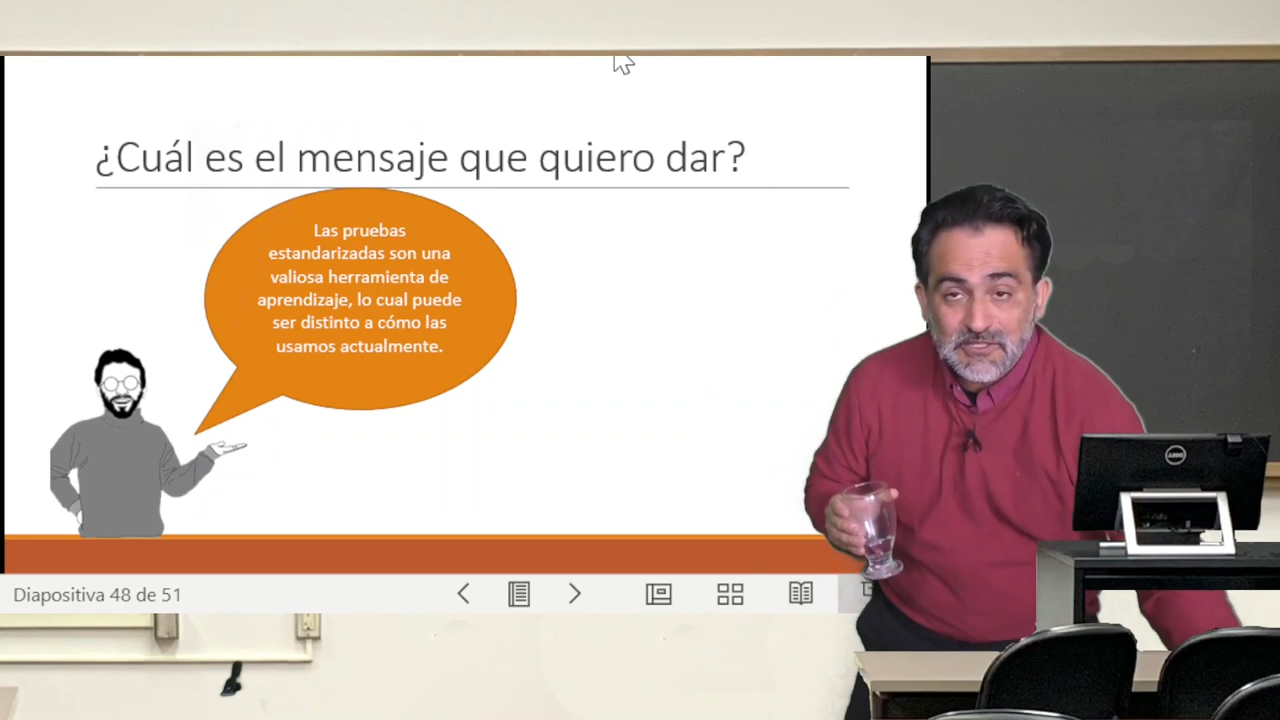 ¿Cuál es el mensaje que quiero dar?
Las pruebas
estandarizadas son una
valiosa herramienta de
aprendizaje, lo cual puede
ser distinto a cómo las
usamos actualmente.
Diapositiva 48 de 51
DELL